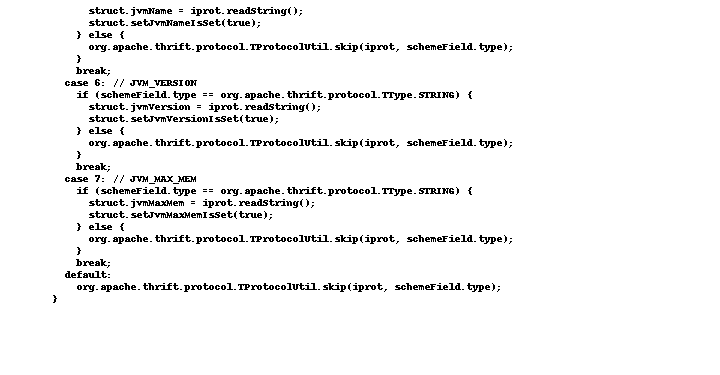 struct.jvmName = iprot.readString();
struct.setJvmNameIsSet(true);
} else {
org.apache.thrift.protocol.TProtocolUtil.skip(iprot, schemeField.type);
}
break;
case 6: // JVM_VERSION
if (schemeField.type == org.apache.thrift.protocol.TType.STRING) {
struct.jvmVersion = iprot.readString();
struct.setJvmVersionIsSet(true);
} else {
org.apache.thrift.protocol.TProtocolUtil.skip(iprot, schemeField.type);
}
break;
case 7: // JVM_MAX_MEM
if (schemeField.type == org.apache.thrift.protocol.TType.STRING) {
struct.jvmMaxMem = iprot.readString();
struct.setJvmMaxMemIsSet(true);
} else {
org.apache.thrift.protocol.TProtocolUtil.skip(iprot, schemeField.type);
}
break;
default:
org.apache.thrift.protocol.TProtocolUtil.skip(iprot, schemeField.type);
}